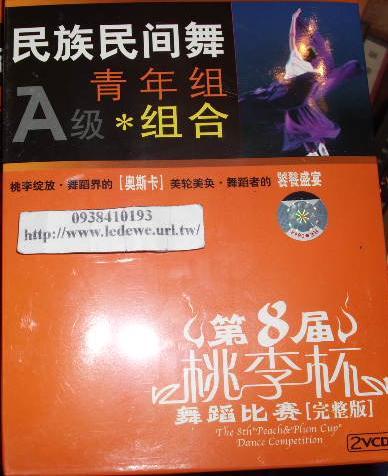 民族民间舞
青年组
A级*组合
桃李绽放·舞蹈界的[奥斯卡]美轮美奂·舞蹈者的 饕餮盛宴
0938410193
http://www.ledewe.url.tw/
第8届
桃李杯
舞蹈比赛[完整版]
The 8th"Peach&Plum Cup"
Dance Competition
2VCD